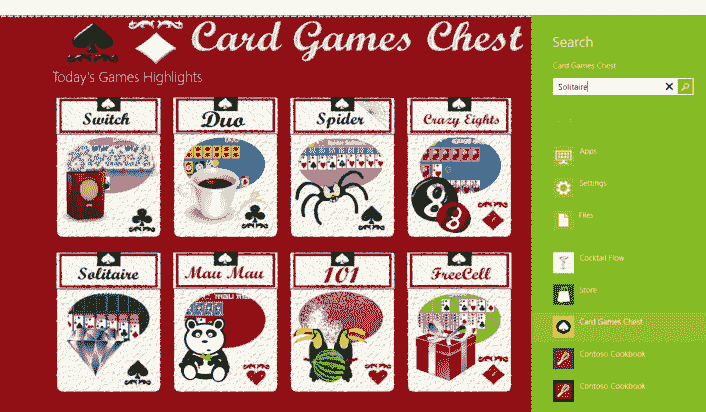 Card Games Chest
Today's Games Highlights
Switch
Duo
Spider
Crazy Eights
Solitaire
Mau Mau
101
FreeCell
Search
Card Games Chest
Solitaire
Apps
Settings
Files
Cocktail Flow
Store
Card Games Chest
Contoso Cookbook
Contoso Cookbook